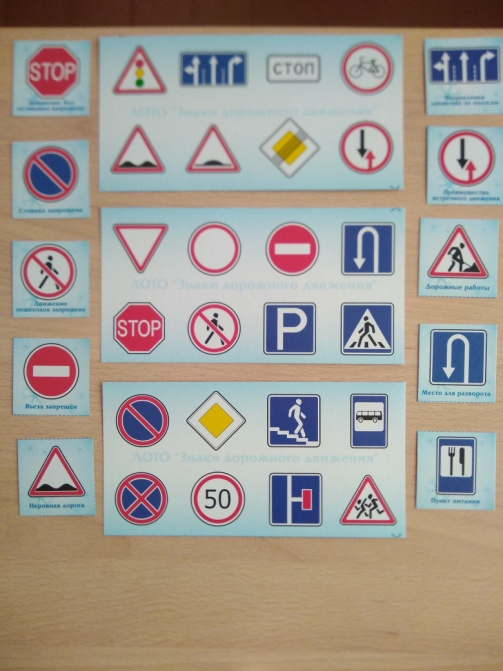 STOP
Движение без
остановки запрещено
Стоянка запрещена
Движение
пешеходов запрещено
Въезд запрещён
Неровная дорога
СТОП
ЛОТО "Знаки дорожного движения"
ЛОТО "Знаки дорожного движения"
STOP
P
ЛОТО "Знаки дорожного движения"
50
Направления
движения по полосам
Преимущество
встречного движения
Дорожные работы
Место для разворота
Пункт питания